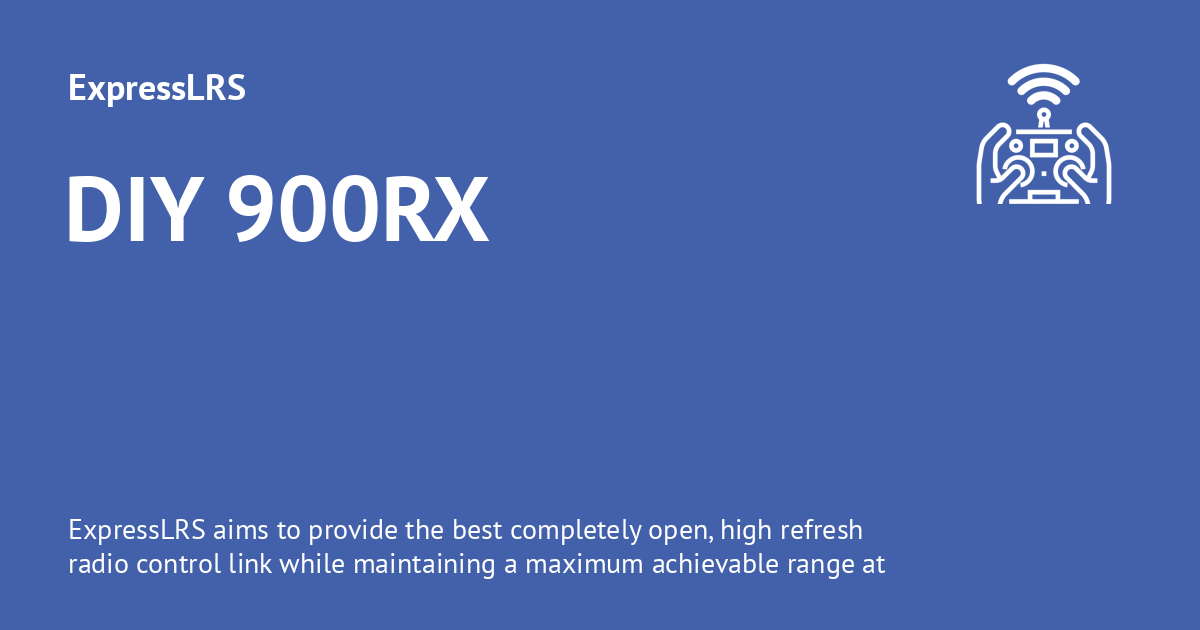 ExpressLRS
DIY 900RX
ExpressLRS aims to provide the best completely open, high refresh
radio control link while maintaining a maximum achievable range at